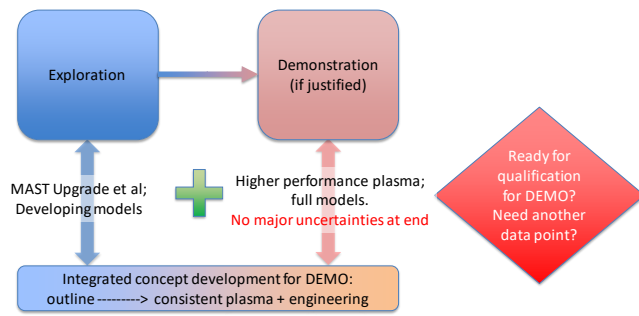 Exploration
Demonstration
(if justified)
MAST Upgrade et al;
Developing models
Higher performance plasma;
full models.
No major uncertainties at end
Ready for
qualification
for DEMO?
Need another
data point?
Integrated concept development for DEMO:
outline ---------> consistent plasma + engineering